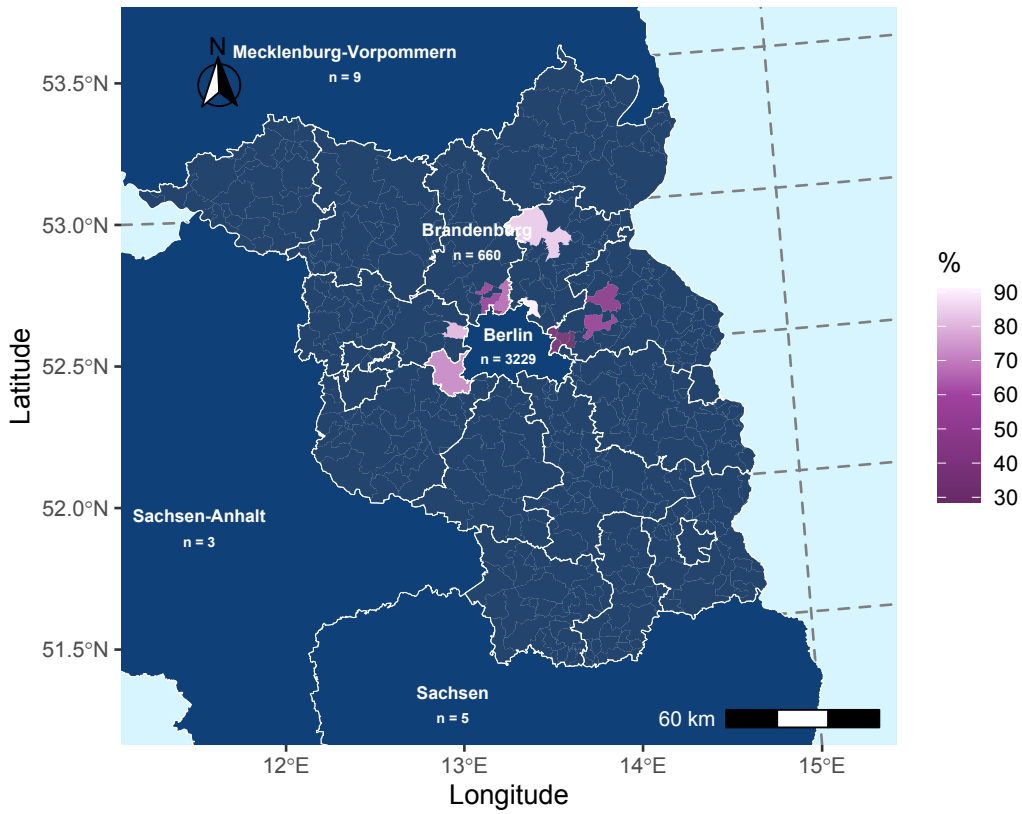 N
Mecklenburg-Vorpommern
n = 9
53.5°N
53.0°N
52.5°N
52.0°N
51.5°N
Latitude
Brandenburg
n = 660
Berlin
n = 3229
Sachsen-Anhalt
n = 3
Sachsen
n = 5
60 km
12°E
13°E
14°E
15°E
Longitude
%
90
80
70
60
50
40
30